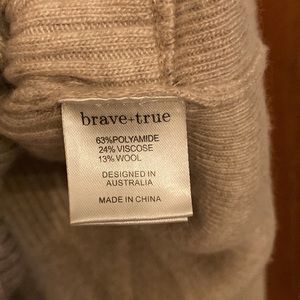 brave+true
63%POLYAMIDE
24% VISCOSE
13% WOOL
DESIGNED IN
AUSTRALIA
MADE IN CHINA